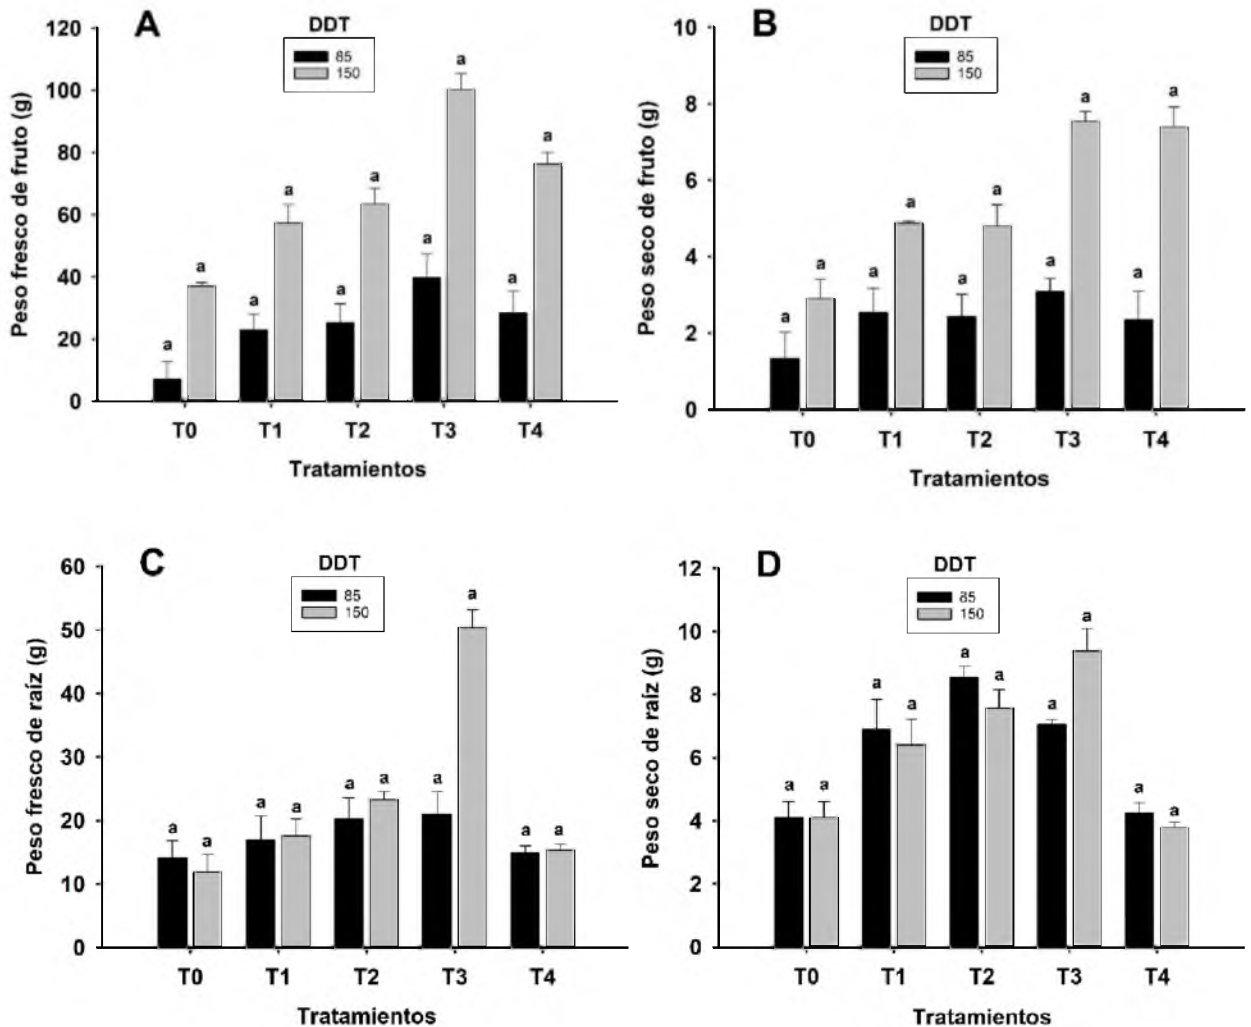 A
DDT
85
150
Peso fresco de fruto (g)
120
100
80
60
40
20
0
a a a a a a a a a a
T0 T1 T2 T3 T4
Tratamientos
B
DDT
85
150
Peso seco de fruto (g)
10
8
6
4
2
0
a a a a a a a a a a
T0 T1 T2 T3 T4
Tratamientos
C
DDT
85
150
Peso fresco de raíz (g)
60
50
40
30
20
10
0
a a a a a a a a a a
T0 T1 T2 T3 T4
Tratamientos
D
DDT
85
150
Peso seco de raíz (g)
12
10
8
6
4
2
0
a a a a a a a a a a
T0 T1 T2 T3 T4
Tratamientos